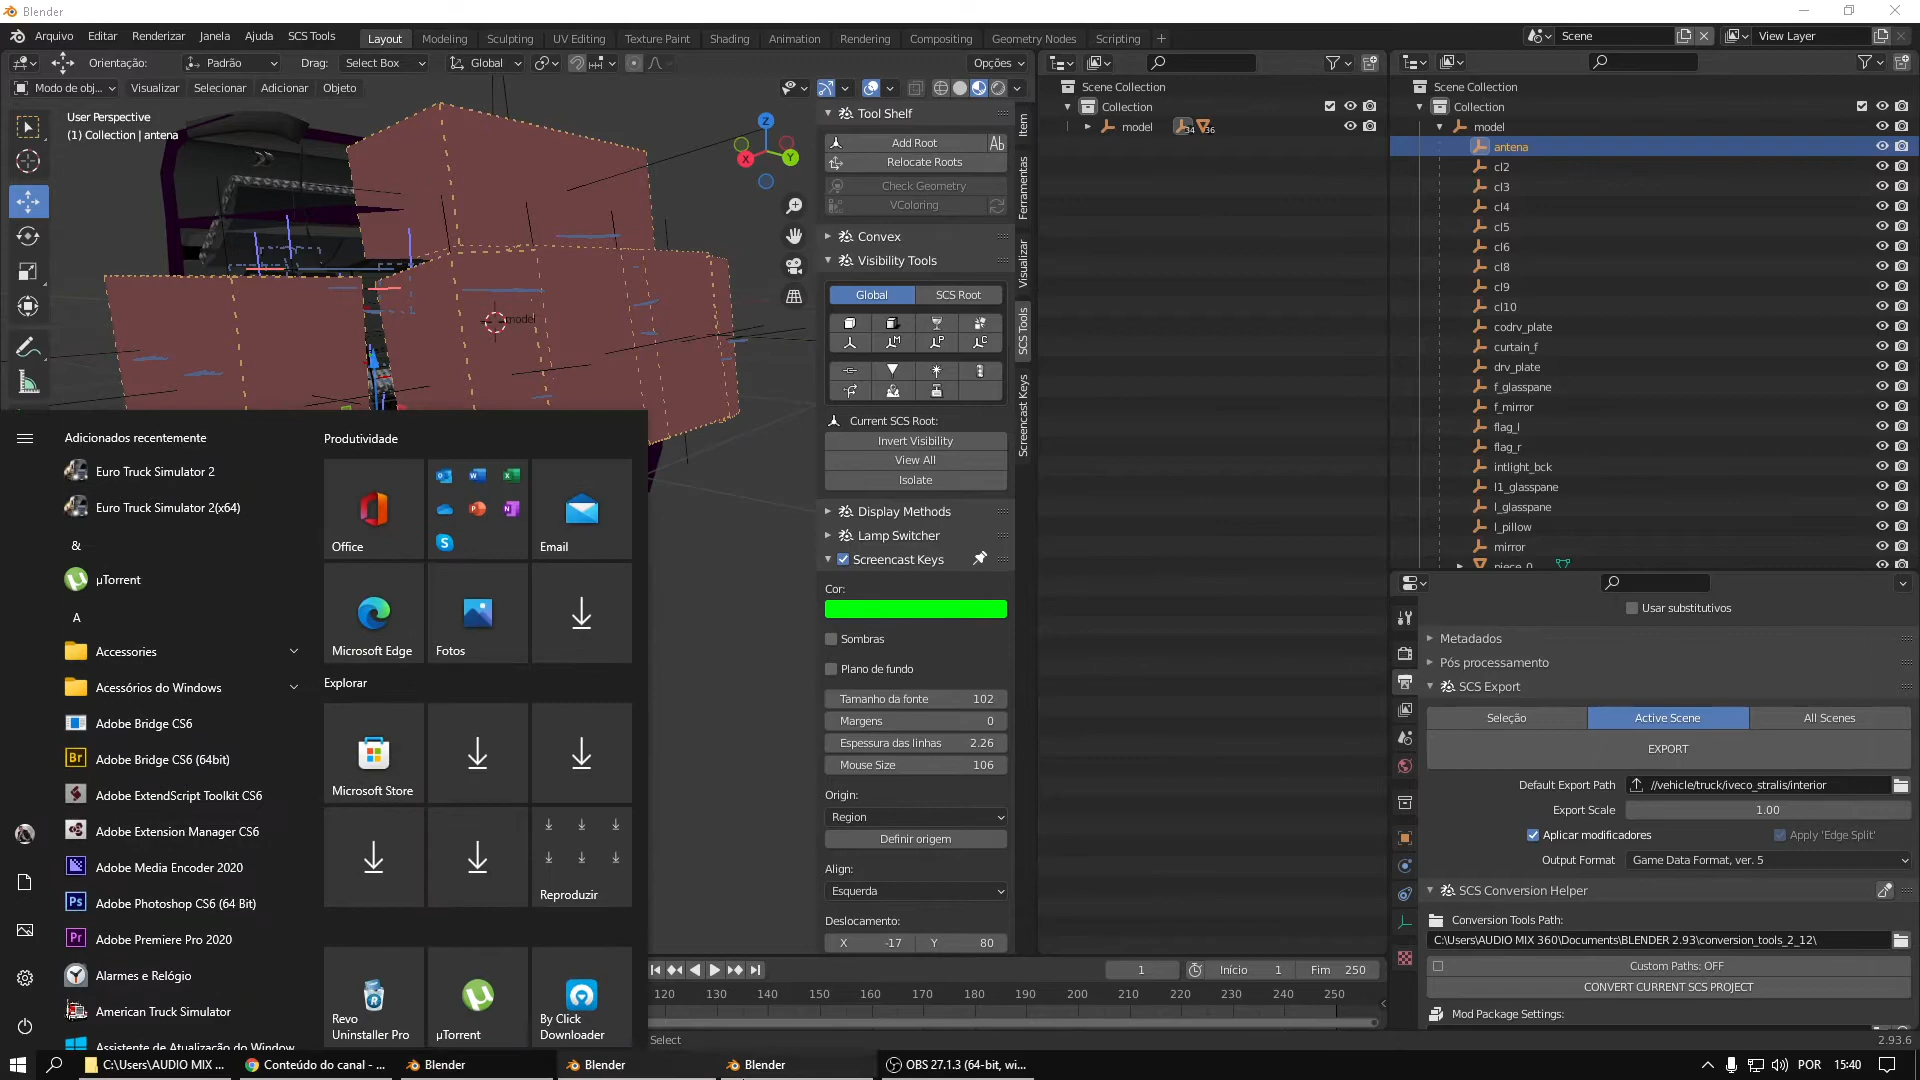 Blender
Arquivo Editar Renderizar Janela Ajuda SCS Tools Layout Modeling Sculpting UV Editing Texture Paint Shading Animation Rendering Compositing Geometry Nodes Scripting + Scene View Layer
Orientação: Padrão Drag: Select Box Global Opções
Modo de obj... Visualizar Selecionar Adicionar Objeto
User Perspective
(1) Collection | antena
Z
X
Y
model
Tool Shelf
Add Root
Relocate Roots
Check Geometry
VColoring
Convex
Visibility Tools
Global SCS Root
Current SCS Root:
Invert Visibility
View All
Isolate
Display Methods
Lamp Switcher
Screencast Keys
Cor:
Sombras
Plano de fundo
Tamanho da fonte 102
Margens 0
Espessura das linhas 2.26
Mouse Size 106
Origin:
Region
Definir origem
Align:
Esquerda
Deslocamento:
X -17 Y 80
Item
Ferramentas
Visualizar
SCS Tools
Screencast Keys
Scene Collection
Collection
model 34 36
Scene Collection
Collection
model
antena
cl2
cl3
cl4
cl5
cl6
cl8
cl9
cl10
codrv_plate
curtain_f
drv_plate
f_glasspane
f_mirror
flag_l
flag_r
intlight_bck
l1_glasspane
l_glasspane
l_pillow
mirror
piece_0
Usar substitutivos
Metadados
Pós processamento
SCS Export
Seleção Active Scene All Scenes
EXPORT
Default Export Path //vehicle/truck/iveco_stralis/interior
Export Scale 1.00
Aplicar modificadores Apply 'Edge Split'
Output Format Game Data Format, ver. 5
SCS Conversion Helper
Conversion Tools Path:
C:\Users\AUDIO MIX 360\Documents\BLENDER 2.93\conversion_tools_2_12\
Custom Paths: OFF
CONVERT CURRENT SCS PROJECT
Mod Package Settings:
2.93.6
Adicionados recentemente
Euro Truck Simulator 2
Euro Truck Simulator 2(x64)
&
µTorrent
A
Accessories
Acessórios do Windows
Adobe Bridge CS6
Adobe Bridge CS6 (64bit)
Adobe ExtendScript Toolkit CS6
Adobe Extension Manager CS6
Adobe Media Encoder 2020
Adobe Photoshop CS6 (64 Bit)
Adobe Premiere Pro 2020
Alarmes e Relógio
American Truck Simulator
Assistente de Atualização do Window...
Produtividade
Office
Email
Microsoft Edge
Fotos
Explorar
Microsoft Store
Reproduzir
Revo
Uninstaller Pro
µTorrent
By Click
Downloader
1 Início 1 Fim 250
120 130 140 150 160 170 180 190 200 210 220 230 240 250
Select
C:\Users\AUDIO MIX ... Conteúdo do canal - ... Blender Blender Blender OBS 27.1.3 (64-bit, wi... POR 15:40